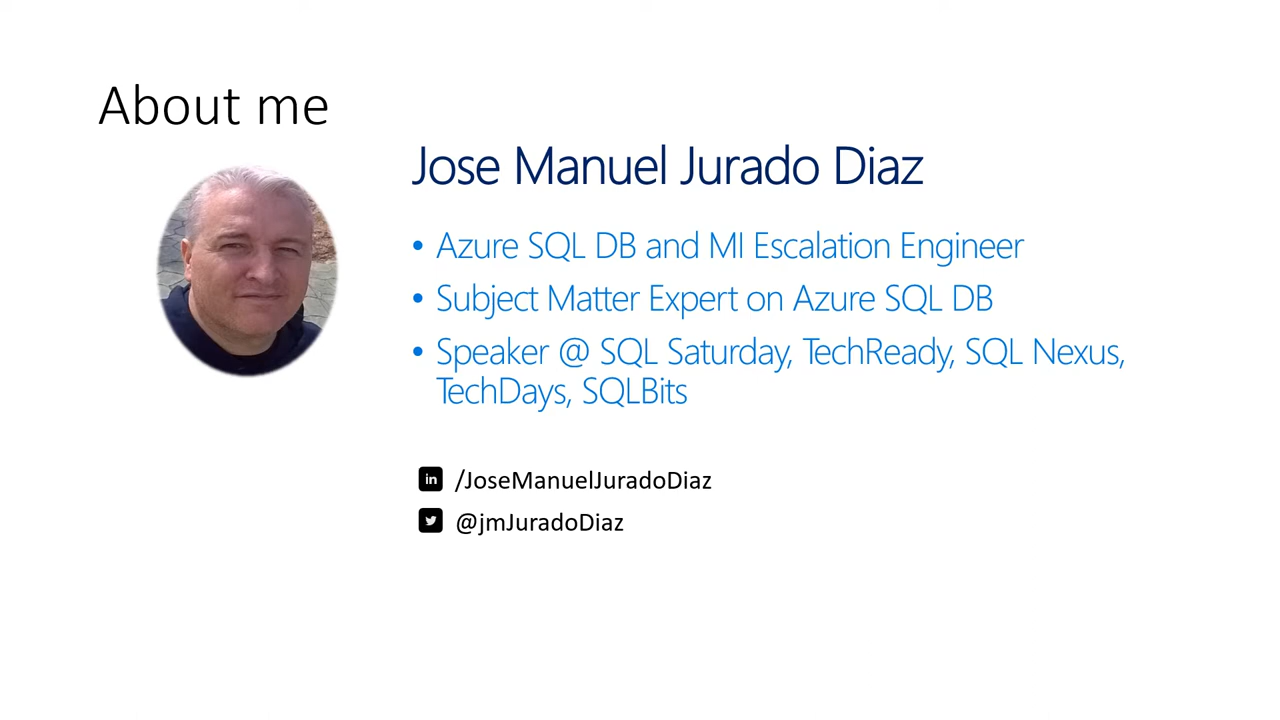 About me
Jose Manuel Jurado Diaz
• Azure SQL DB and MI Escalation Engineer
• Subject Matter Expert on Azure SQL DB
• Speaker @ SQL Saturday, TechReady, SQL Nexus,
TechDays, SQLBits
in /JoseManuelJuradoDiaz
@jmJuradoDiaz